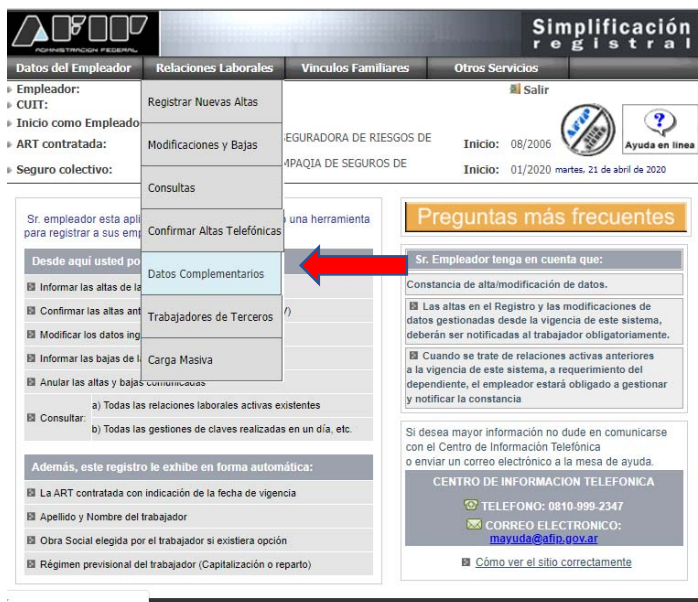 AFIP
ADMINISTRACION FEDERAL
Simplificación
registral
Datos del Empleador
Relaciones Laborales
Vinculos Familiares
Otros Servicios
Empleador:
CUIT:
Inicio como Empleado
ART contratada:
Seguro colectivo:
Registrar Nuevas Altas
Modificaciones y Bajas
Consultas
Confirmar Altas Telefónicas
Datos Complementarios
Trabajadores de Terceros
Carga Masiva
Salir
EGURADORA DE RIESGOS DE
Inicio: 08/2006
MPAQIA DE SEGUROS DE
Inicio: 01/2020
martes, 21 de abril de 2020
AFIP
?
Ayuda en línea
Sr. empleador esta apli una herramienta
para registrar a sus emp
Desde aquí usted po
Informar las altas de la
Confirmar las altas ant /)
Modificar los datos ing
Informar las bajas de l
Anular las altas y bajas comunicadas
Consultar:
a) Todas las relaciones laborales activas existentes
b) Todas las gestiones de claves realizadas en un día, etc.
Además, este registro le exhibe en forma automática:
La ART contratada con indicación de la fecha de vigencia
Apellido y Nombre del trabajador
Obra Social elegida por el trabajador si existiera opción
Régimen previsional del trabajador (Capitalización o reparto)
Preguntas más frecuentes
Sr. Empleador tenga en cuenta que:
Constancia de alta/modificación de datos.
Las altas en el Registro y las modificaciones de
datos gestionadas desde la vigencia de este sistema,
deberán ser notificadas al trabajador obligatoriamente.
Cuando se trate de relaciones activas anteriores
a la vigencia de este sistema, a requerimiento del
dependiente, el empleador estará obligado a gestionar
y notificar la constancia
Si desea mayor información no dude en comunicarse
con el Centro de Información Telefónica
o enviar un correo electrónico a la mesa de ayuda.
CENTRO DE INFORMACION TELEFONICA
TELEFONO: 0810-999-2347
CORREO ELECTRONICO:
mayuda@afip.gov.ar
Cómo ver el sitio correctamente